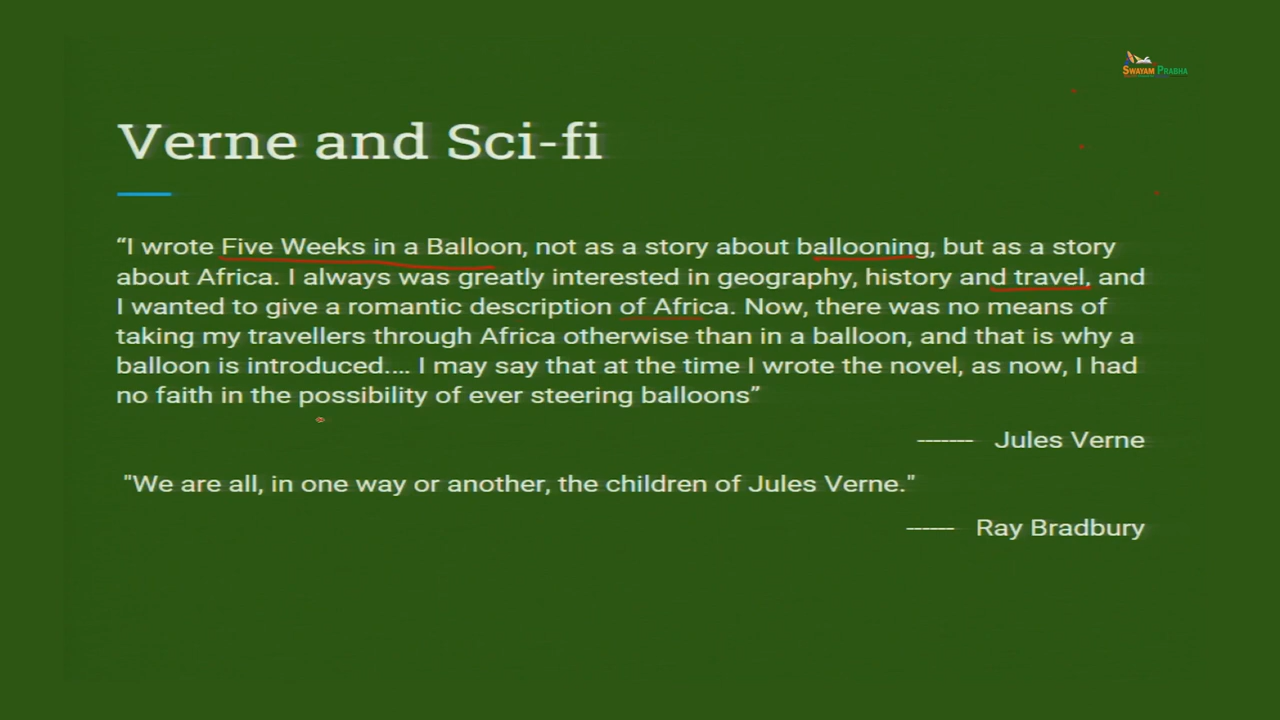 SWAYAM PRABHA
Verne and Sci-fi
“I wrote Five Weeks in a Balloon, not as a story about ballooning, but as a story
about Africa. I always was greatly interested in geography, history and travel, and
I wanted to give a romantic description of Africa. Now, there was no means of
taking my travellers through Africa otherwise than in a balloon, and that is why a
balloon is introduced.... I may say that at the time I wrote the novel, as now, I had
no faith in the possibility of ever steering balloons”
------- Jules Verne
"We are all, in one way or another, the children of Jules Verne."
------ Ray Bradbury